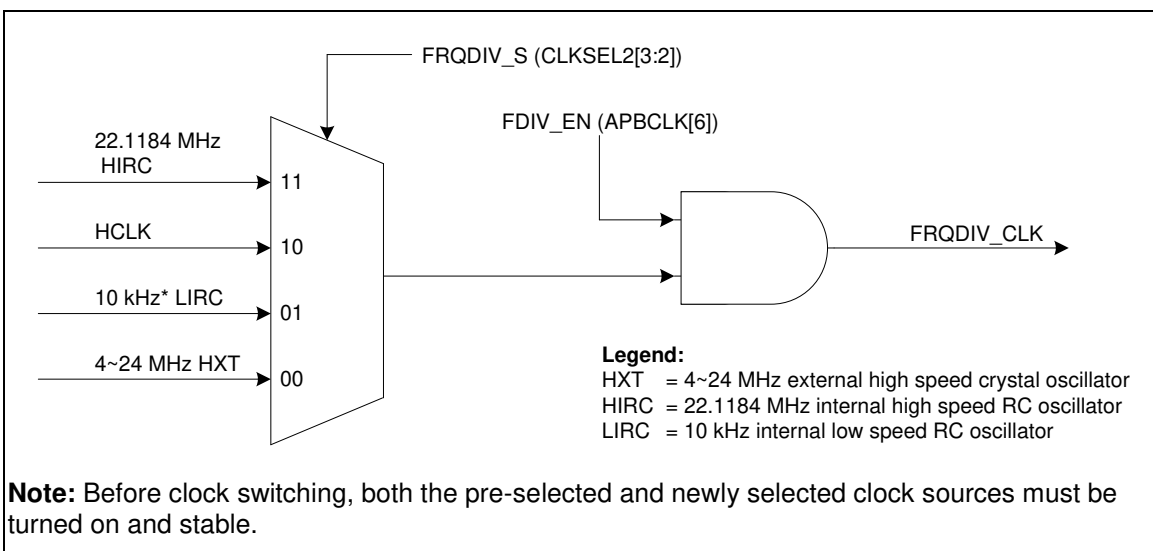 FRQDIV_S (CLKSEL2[3:2])
FDIV_EN (APBCLK[6])
22.1184 MHz
HIRC
11
HCLK
10
10 kHz* LIRC
01
4~24 MHz HXT
00
FRQDIV_CLK
Legend:
HXT = 4~24 MHz external high speed crystal oscillator
HIRC = 22.1184 MHz internal high speed RC oscillator
LIRC = 10 kHz internal low speed RC oscillator
Note: Before clock switching, both the pre-selected and newly selected clock sources must be
turned on and stable.